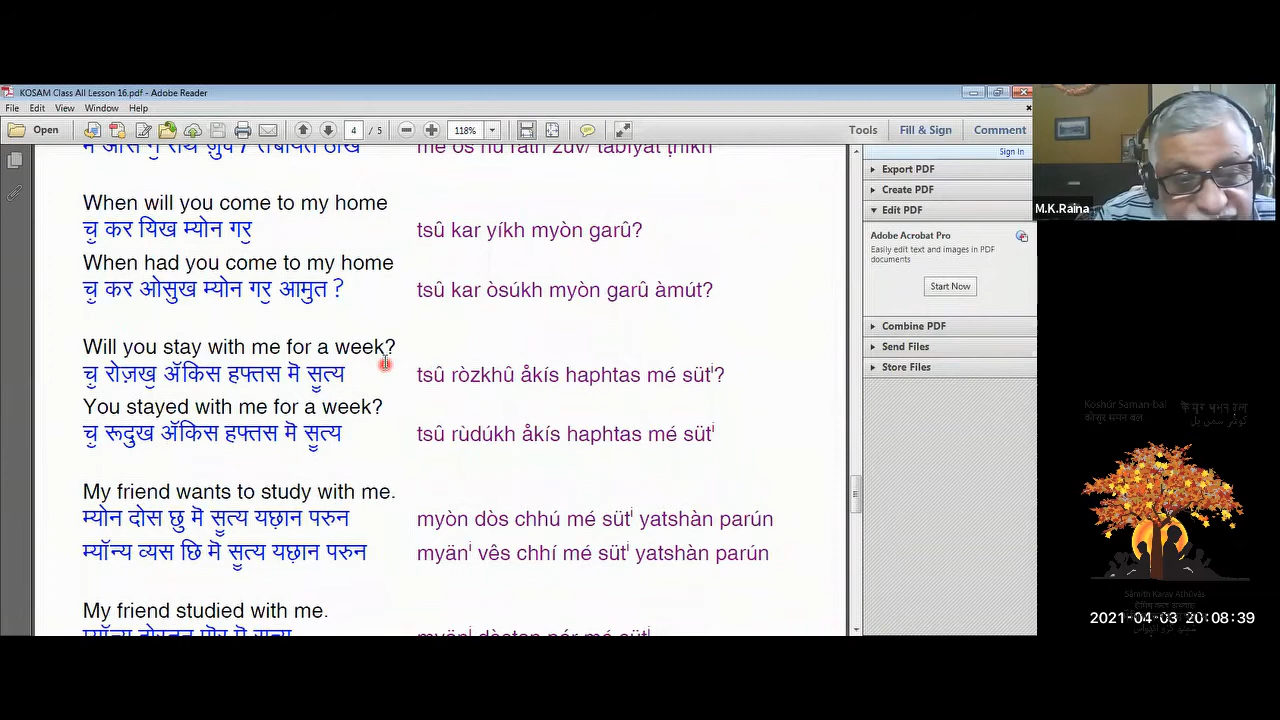 KOSAM Class All Lesson 16.pdf - Adobe Reader
File Edit View Window Help
Open 4 / 5 118% Tools Fill & Sign Comment
Sign In
Export PDF
Create PDF
Edit PDF
Adobe Acrobat Pro
Easily edit text and images in PDF
documents
Start Now
Combine PDF
Send Files
Store Files
M.K.Raina
When will you come to my home
च़ॖ कर यिख म्योन गरॖ tsû kar yíkh myòn garû?
When had you come to my home
च़ॖ कर ओसुख म्योन गरॖ आमुत ? tsû kar òsúkh myòn garû àmút?
Will you stay with me for a week?
च़ॖ रोज़खॖ ॲकिस हफ्तस मॆ सॣत्य tsû ròzkhû åkís haphtas mé sütⁱ?
You stayed with me for a week?
च़ॖ रूदुख ॲकिस हफ्तस मॆ सॣत्य tsû rùdúkh åkís haphtas mé sütⁱ
My friend wants to study with me.
म्योन दोस छु मॆ सॣत्य यछ़ान परुन myòn dòs chhú mé sütⁱ yatshàn parún
म्याॅन्य व्यस छि मॆ सॣत्य यछ़ान परुन myänⁱ vês chhí mé sütⁱ yatshàn parún
My friend studied with me.
Koshúr Saman-bal
2021-04-03 20:08:39